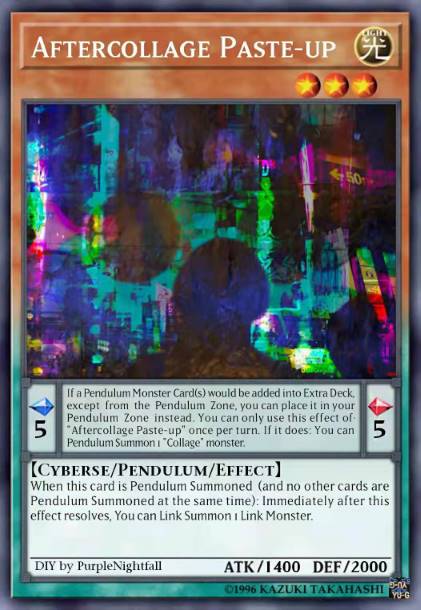 AFTERCOLLAGE PASTE-UP
LIGHT
光
←50
5
If a Pendulum Monster Card(s) would be added into Extra Deck,
except from the Pendulum Zone, you can place it in your
Pendulum Zone instead. You can only use this effect of
"Aftercollage Paste-up" once per turn. If it does: You can
Pendulum Summon 1 "Collage" monster.
5
【CYBERSE/PENDULUM/EFFECT】
When this card is Pendulum Summoned (and no other cards are
Pendulum Summoned at the same time): Immediately after this
effect resolves, You can Link Summon 1 Link Monster.
DIY by PurpleNightfall
ATK/1400 DEF/2000
©1996 KAZUKI TAKAHASHI